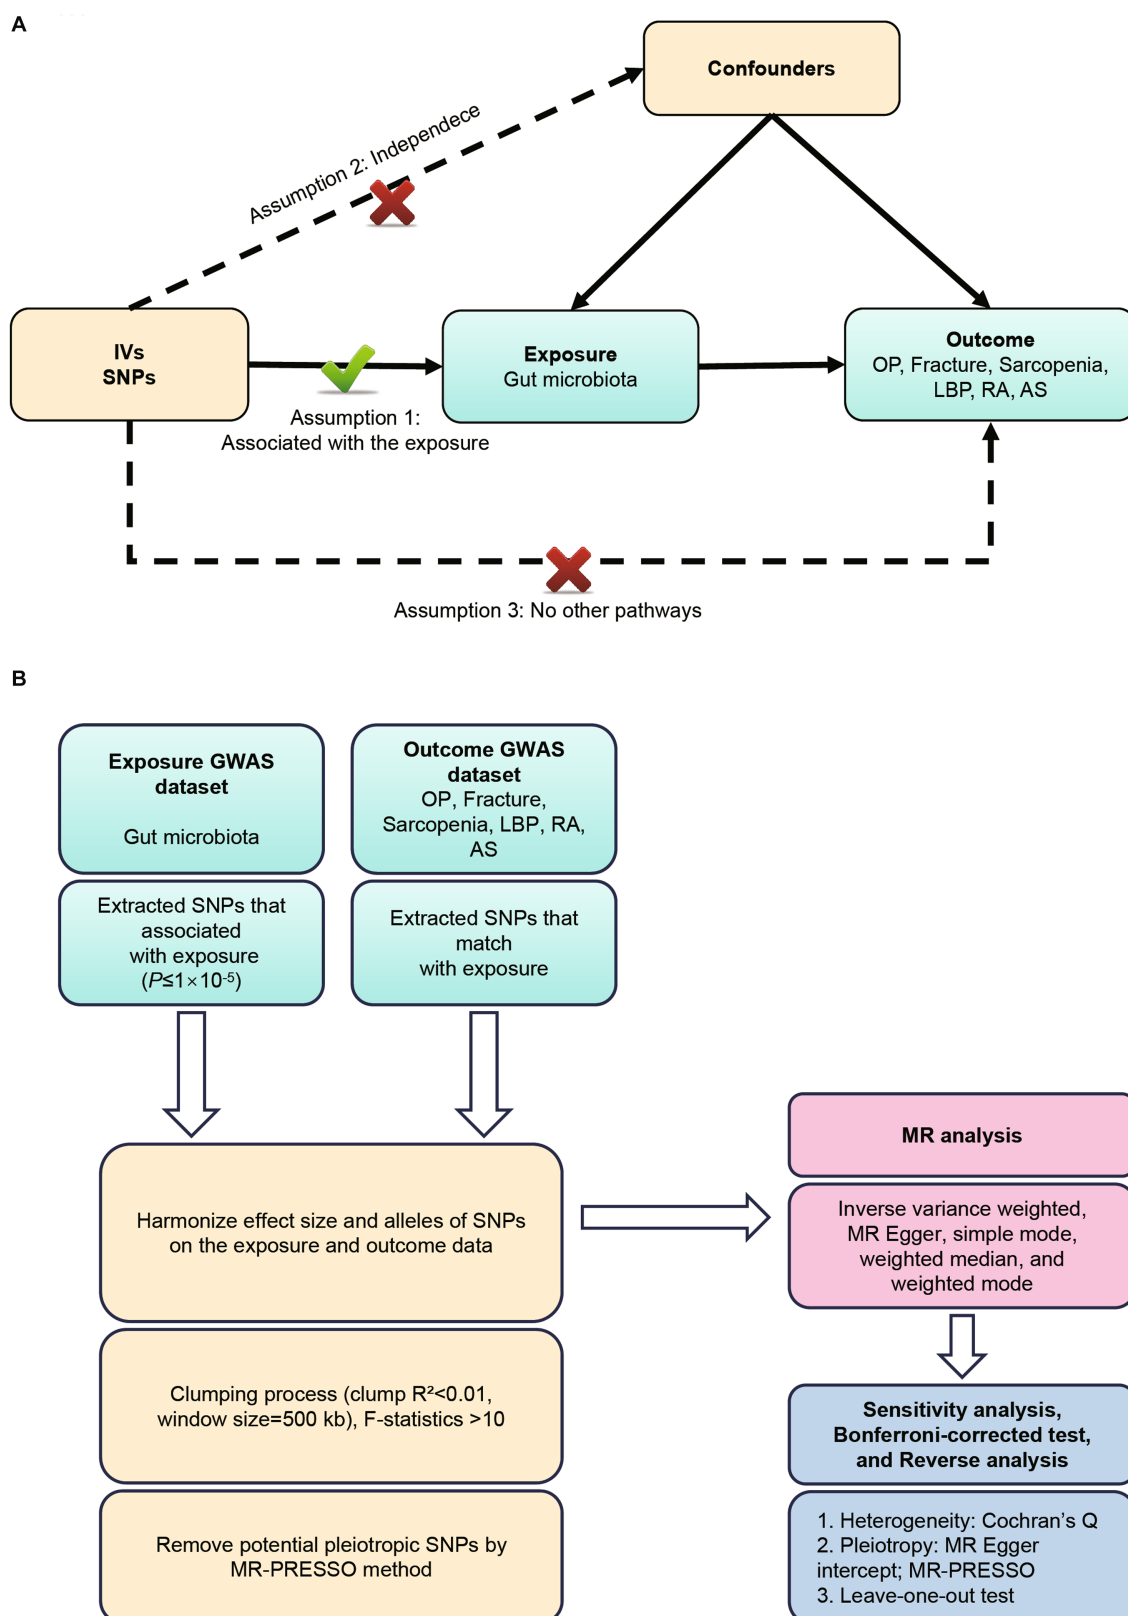 A
Confounders
Assumption 2: Independece
IVs
SNPs
Exposure
Gut microbiota
Outcome
OP, Fracture, Sarcopenia,
LBP, RA, AS
Assumption 1:
Associated with the exposure
Assumption 3: No other pathways
B
Exposure GWAS
dataset
Gut microbiota
Outcome GWAS
dataset
OP, Fracture,
Sarcopenia, LBP, RA,
AS
Extracted SNPs that
associated
with exposure
(P≤1×10⁻⁵)
Extracted SNPs that
match
with exposure
Harmonize effect size and alleles of SNPs
on the exposure and outcome data
Clumping process (clump R²<0.01,
window size=500 kb), F-statistics >10
Remove potential pleiotropic SNPs by
MR-PRESSO method
MR analysis
Inverse variance weighted,
MR Egger, simple mode,
weighted median, and
weighted mode
Sensitivity analysis,
Bonferroni-corrected test,
and Reverse analysis
1. Heterogeneity: Cochran’s Q
2. Pleiotropy: MR Egger
intercept; MR-PRESSO
3. Leave-one-out test